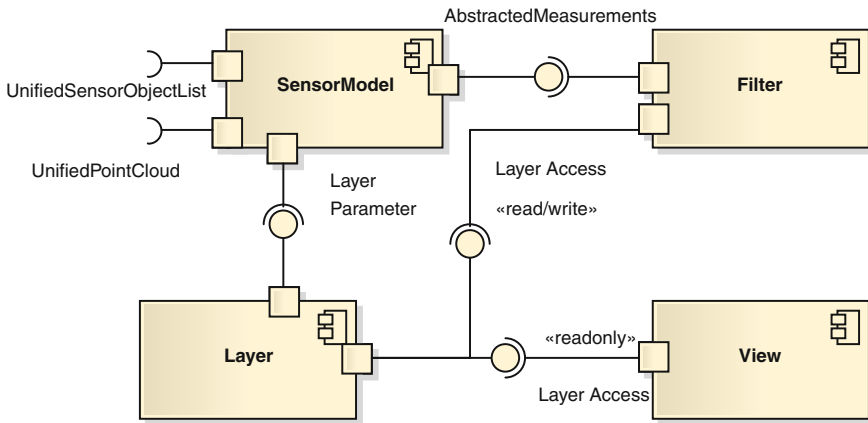 AbstractedMeasurements
UnifiedSensorObjectList
SensorModel
Filter
UnifiedPointCloud
Layer
Parameter
Layer Access
«read/write»
Layer
«readonly»
View
Layer Access